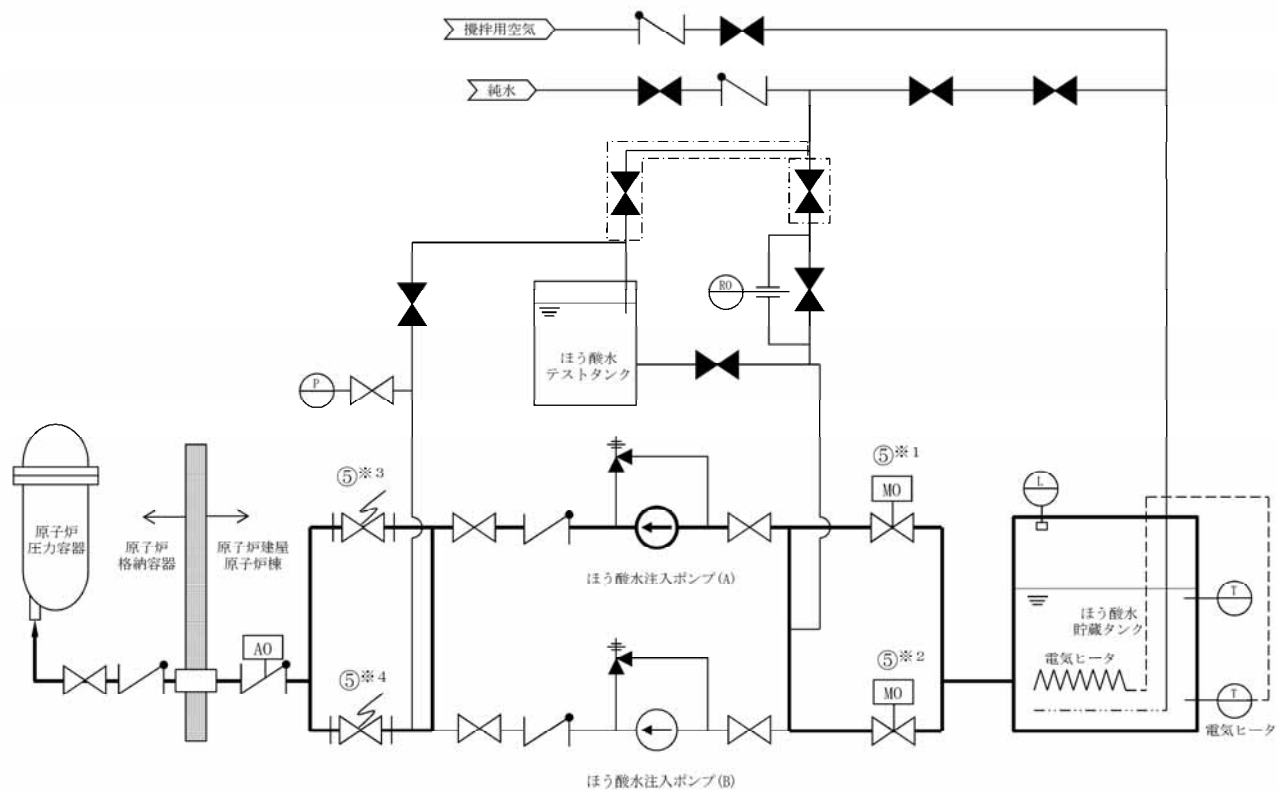 攪拌用空気
純水
RO
ほう酸水
テストタンク
P
⑤※3
⑤※1
MO
L
原子炉
圧力容器
原子炉
格納容器
原子炉建屋
原子炉棟
ほう酸水注入ポンプ(A)
T
ほう酸水
貯蔵タンク
AO
⑤※4
⑤※2
MO
電気ヒータ
T
電気ヒータ
ほう酸水注入ポンプ(B)